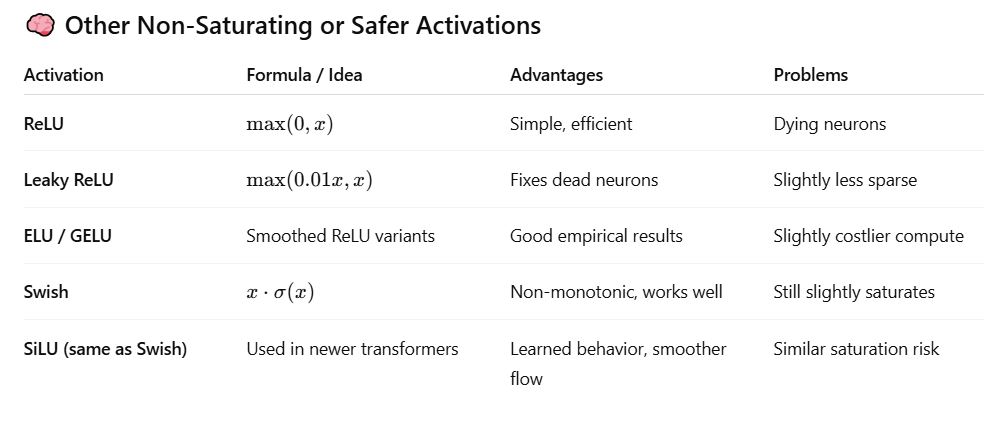 🧠 Other Non-Saturating or Safer Activations
Activation Formula / Idea Advantages Problems
ReLU max(0, x) Simple, efficient Dying neurons
Leaky ReLU max(0.01x, x) Fixes dead neurons Slightly less sparse
ELU / GELU Smoothed ReLU variants Good empirical results Slightly costlier compute
Swish x · σ(x) Non-monotonic, works well Still slightly saturates
SiLU (same as Swish) Used in newer transformers Learned behavior, smoother Similar saturation risk
flow